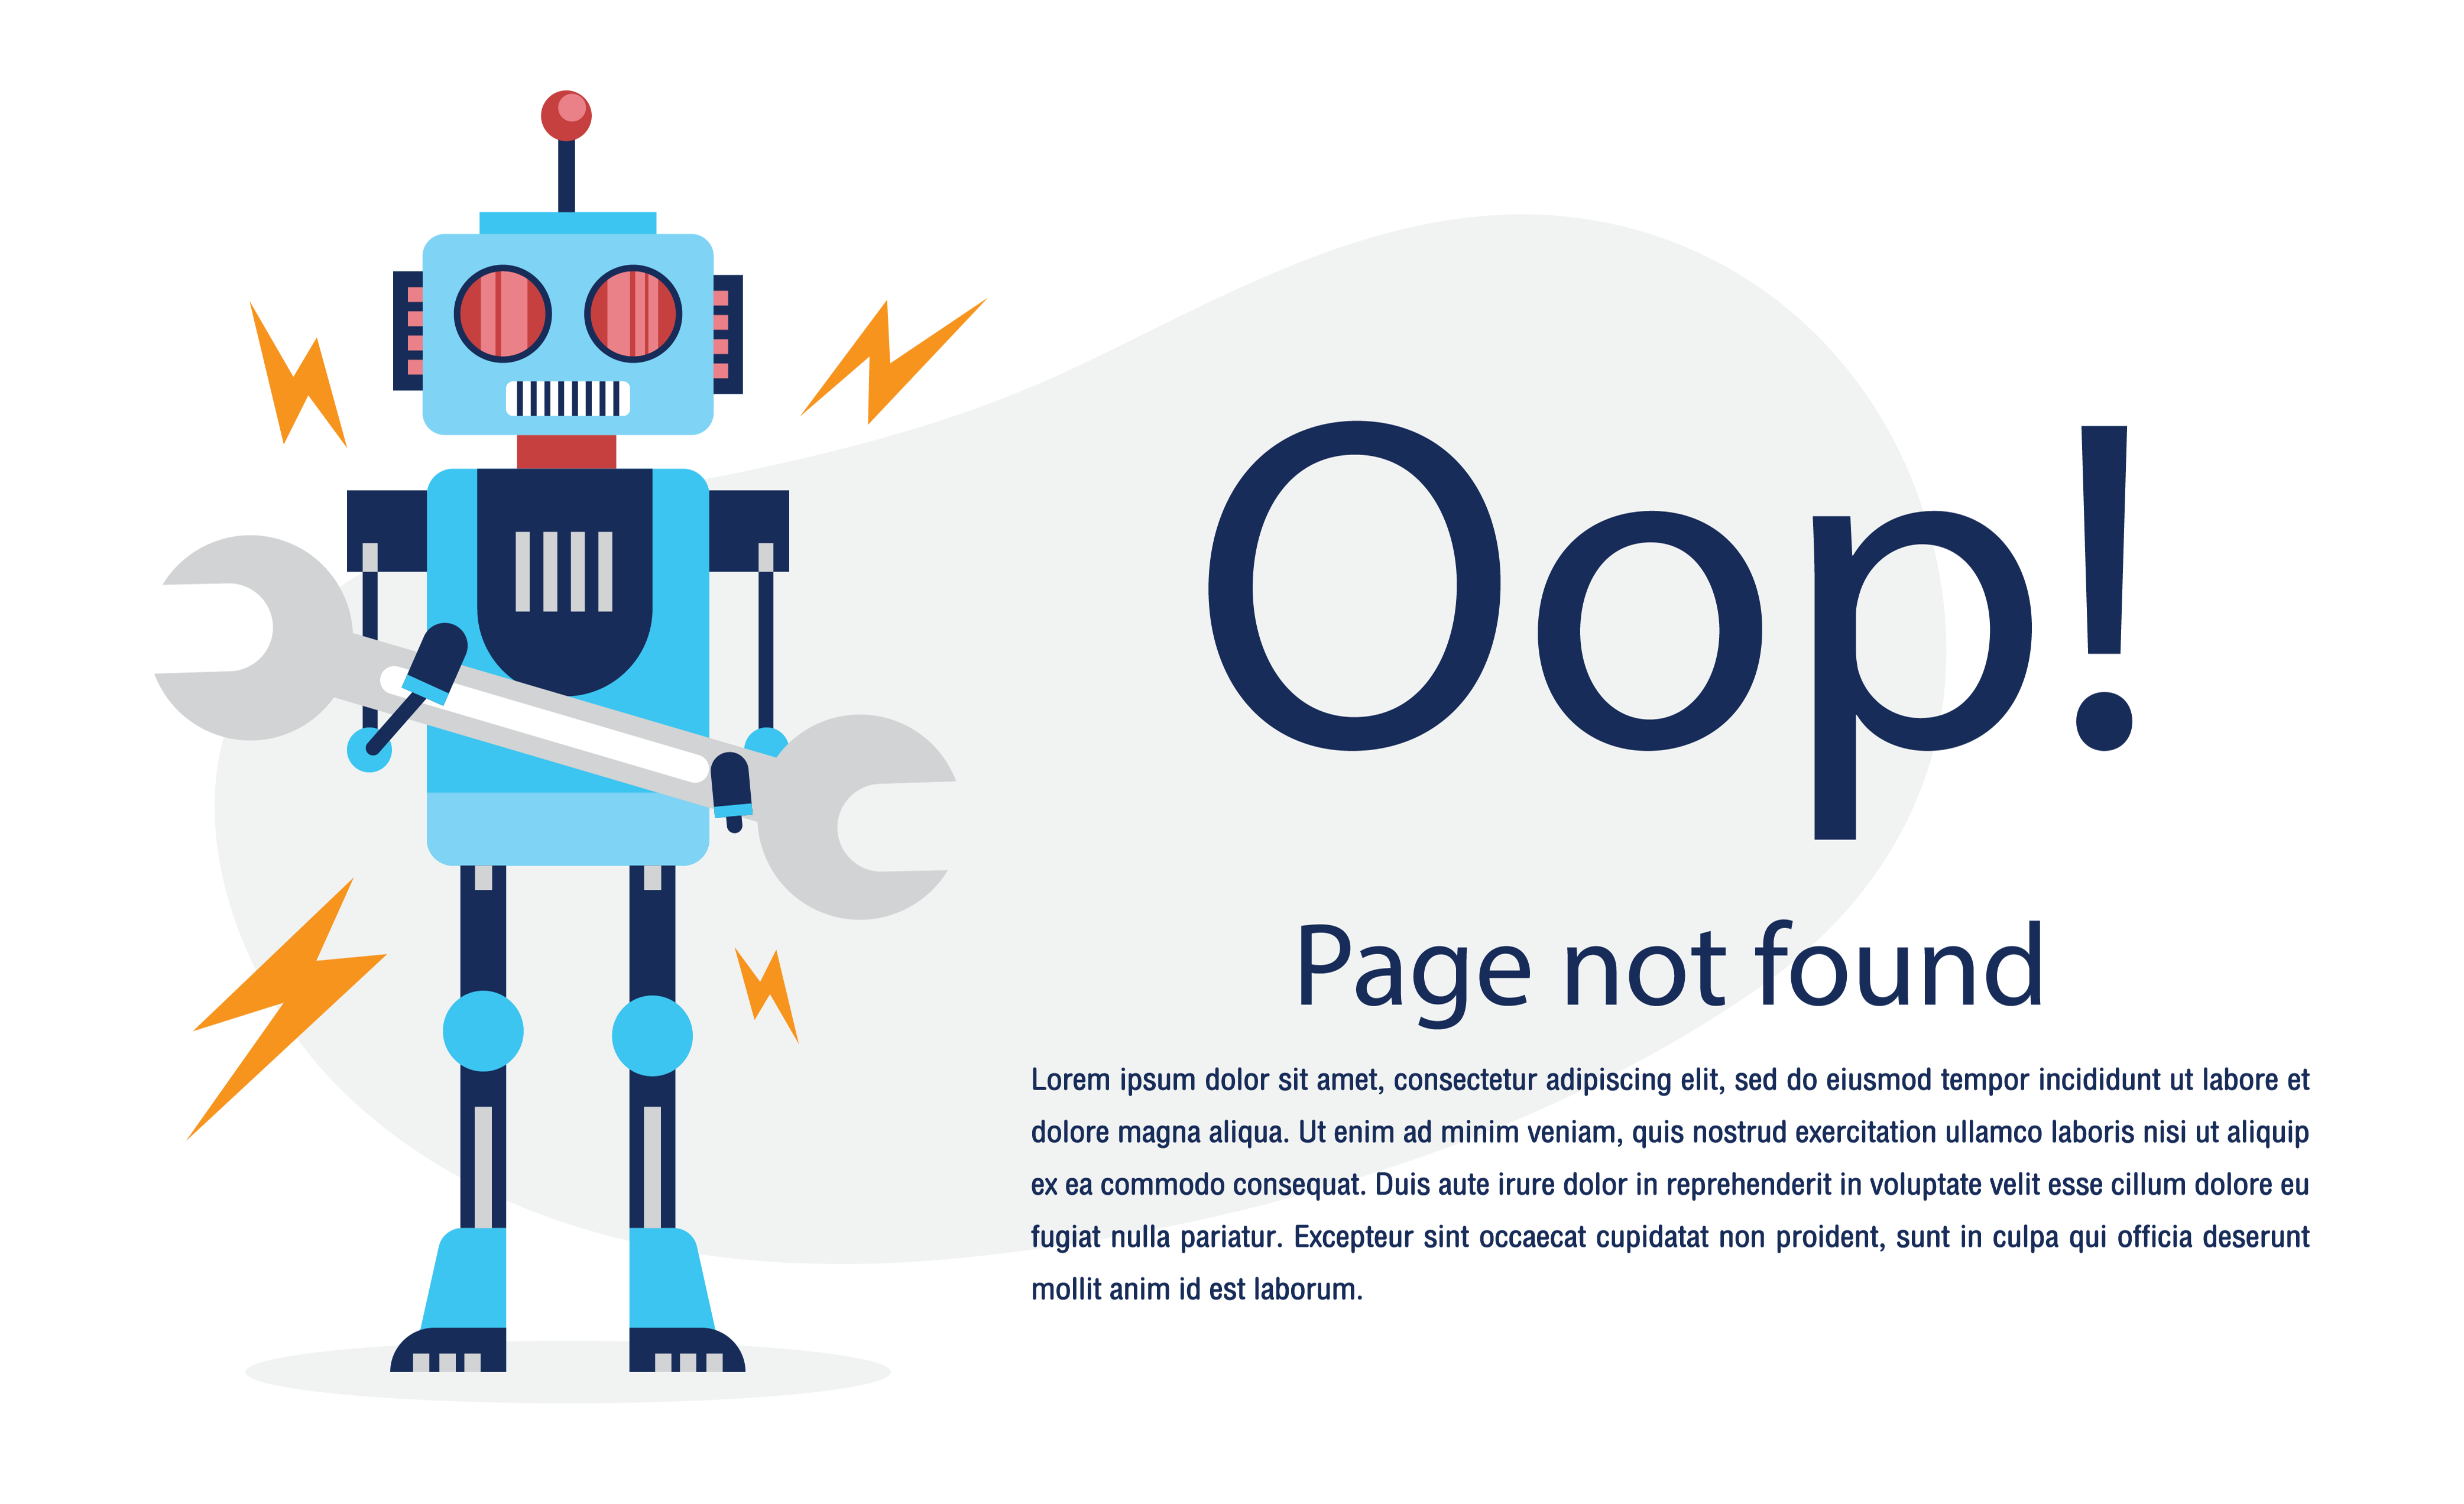 Oop!
Page not found
Lorem ipsum dolor sit amet, consectetur adipiscing elit, sed do eiusmod tempor incididunt ut labore et
dolore magna aliqua. Ut enim ad minim veniam, quis nostrud exercitation ullamco laboris nisi ut aliquip
ex ea commodo consequat. Duis aute irure dolor in reprehenderit in voluptate velit esse cillum dolore eu
fugiat nulla pariatur. Excepteur sint occaecat cupidatat non proident, sunt in culpa qui officia deserunt
mollit anim id est laborum.